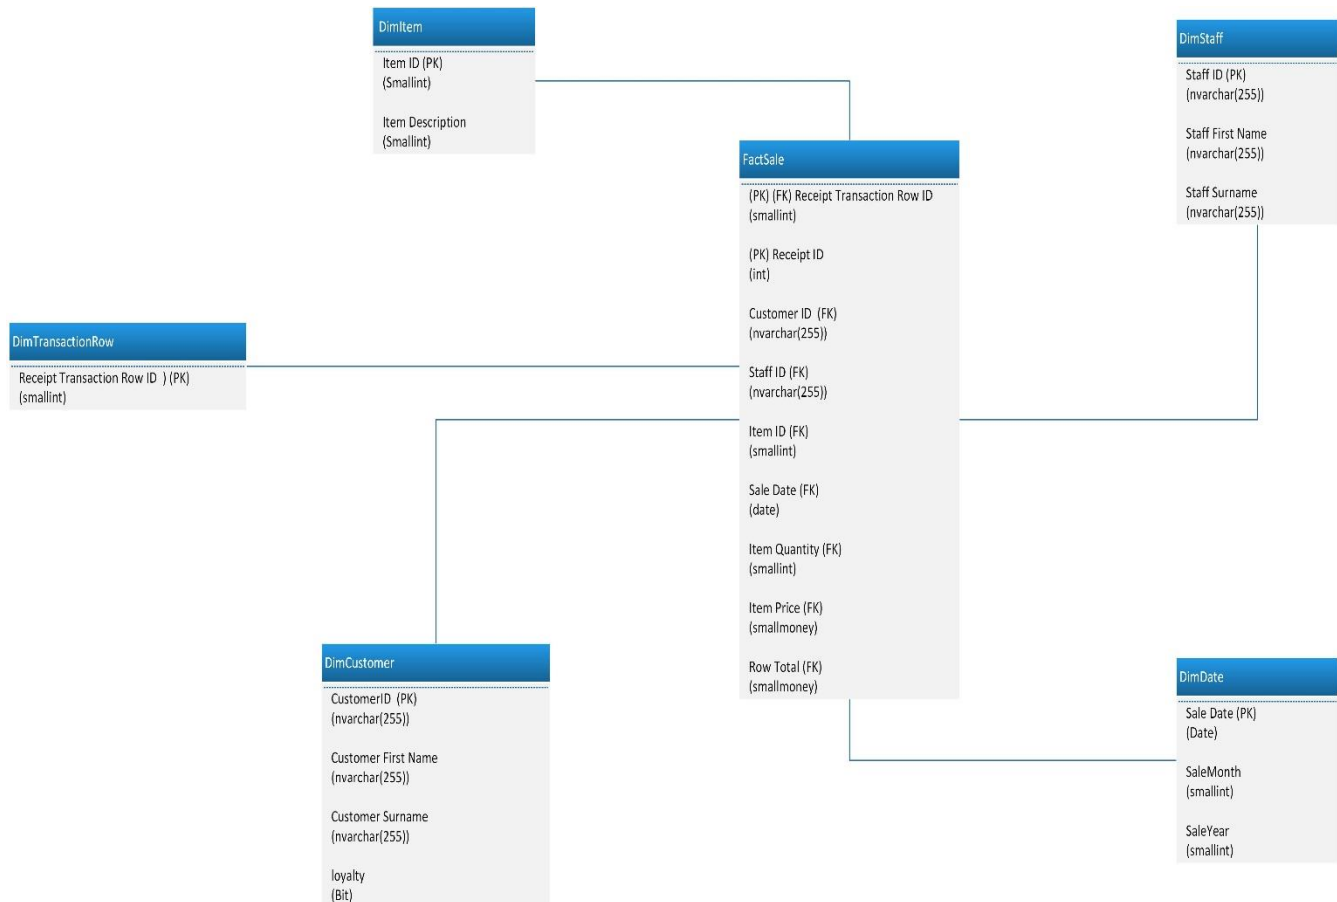 DimItem
Item ID (PK)
(Smallint)
Item Description
(Smallint)
DimStaff
Staff ID (PK)
(nvarchar(255))
Staff First Name
(nvarchar(255))
Staff Surname
(nvarchar(255))
FactSale
(PK) (FK) Receipt Transaction Row ID
(smallint)
(PK) Receipt ID
(int)
Customer ID (FK)
(nvarchar(255))
Staff ID (FK)
(nvarchar(255))
Item ID (FK)
(smallint)
Sale Date (FK)
(date)
Item Quantity (FK)
(smallint)
Item Price (FK)
(smallmoney)
Row Total (FK)
(smallmoney)
DimTransactionRow
Receipt Transaction Row ID ) (PK)
(smallint)
DimCustomer
CustomerID (PK)
(nvarchar(255))
Customer First Name
(nvarchar(255))
Customer Surname
(nvarchar(255))
loyalty
(Bit)
DimDate
Sale Date (PK)
(Date)
SaleMonth
(smallint)
SaleYear
(smallint)